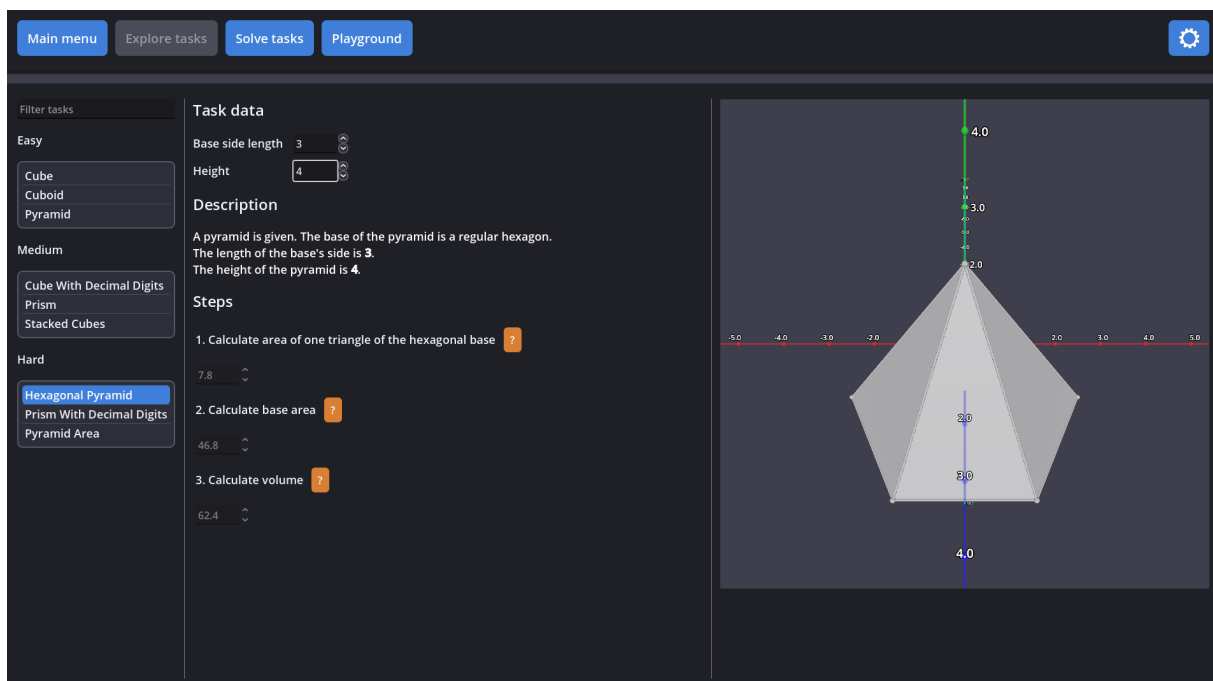 Main menu
Explore tasks
Solve tasks
Playground
Filter tasks
Easy
Cube
Cuboid
Pyramid
Medium
Cube With Decimal Digits
Prism
Stacked Cubes
Hard
Hexagonal Pyramid
Prism With Decimal Digits
Pyramid Area
Task data
Base side length 3
Height 4
Description
A pyramid is given. The base of the pyramid is a regular hexagon.
The length of the base's side is 3.
The height of the pyramid is 4.
Steps
1. Calculate area of one triangle of the hexagonal base ?
7.8
2. Calculate base area ?
46.8
3. Calculate volume ?
62.4
4.0
3.0
2.0
-5.0 -4.0 -3.0 -2.0 2.0 3.0 4.0 5.0
2.0
3.0
4.0